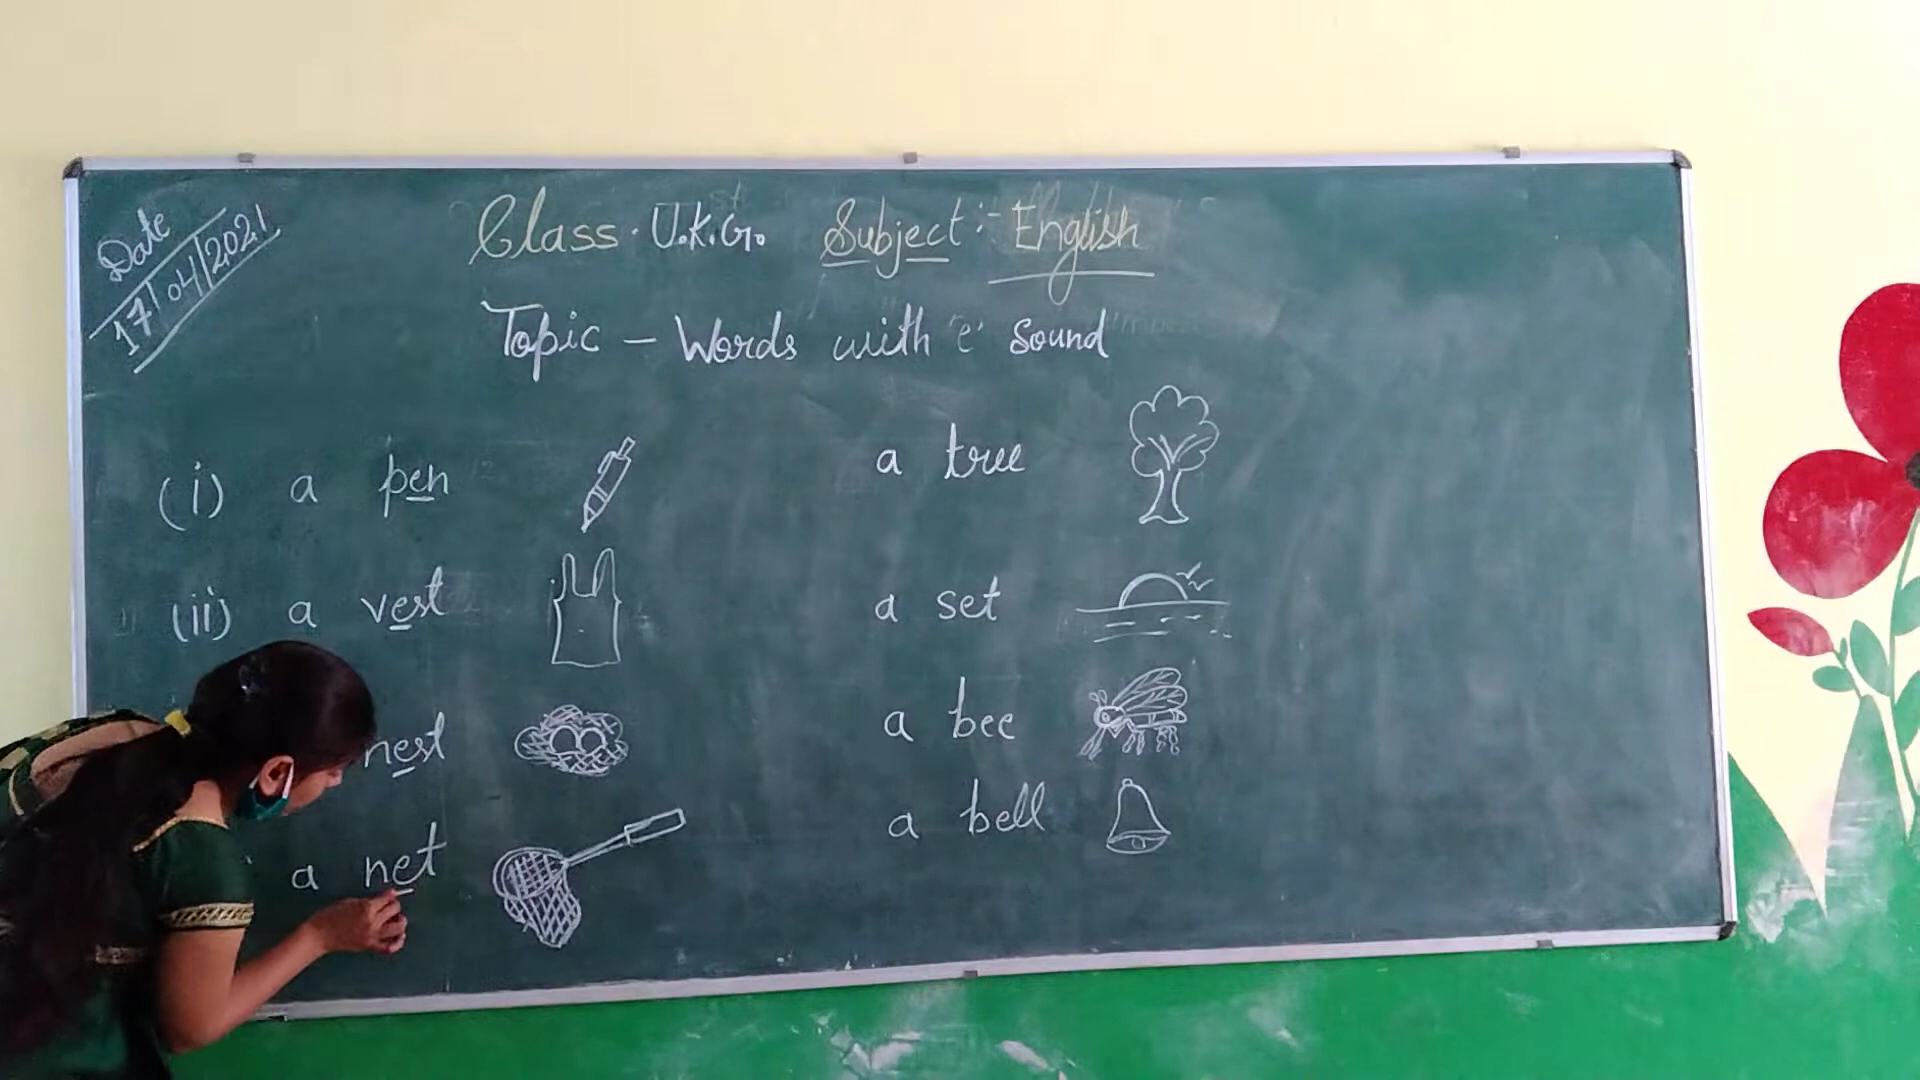 Date
17/04/2021
Class. U.K.G. Subject:- English
Topic - Words with 'e' Sound
(i) a pen
(ii) a vest
nest
a net
a tree
a set
a bee
a bell